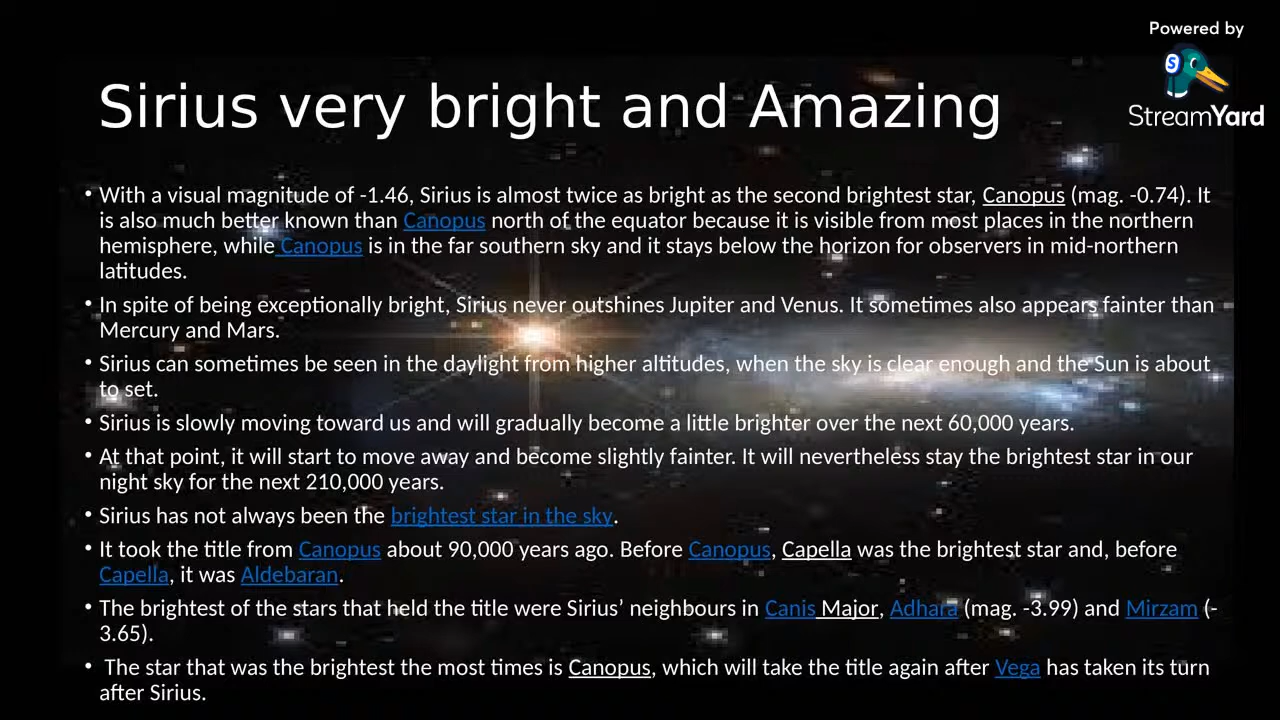 Powered by
StreamYard
Sirius very bright and Amazing
• With a visual magnitude of -1.46, Sirius is almost twice as bright as the second brightest star, Canopus (mag. -0.74). It
is also much better known than Canopus north of the equator because it is visible from most places in the northern
hemisphere, while Canopus is in the far southern sky and it stays below the horizon for observers in mid-northern
latitudes.
• In spite of being exceptionally bright, Sirius never outshines Jupiter and Venus. It sometimes also appears fainter than
Mercury and Mars.
• Sirius can sometimes be seen in the daylight from higher altitudes, when the sky is clear enough and the Sun is about
to set.
• Sirius is slowly moving toward us and will gradually become a little brighter over the next 60,000 years.
• At that point, it will start to move away and become slightly fainter. It will nevertheless stay the brightest star in our
night sky for the next 210,000 years.
• Sirius has not always been the brightest star in the sky.
• It took the title from Canopus about 90,000 years ago. Before Canopus, Capella was the brightest star and, before
Capella, it was Aldebaran.
• The brightest of the stars that held the title were Sirius’ neighbours in Canis Major, Adhara (mag. -3.99) and Mirzam (-
3.65).
• The star that was the brightest the most times is Canopus, which will take the title again after Vega has taken its turn
after Sirius.